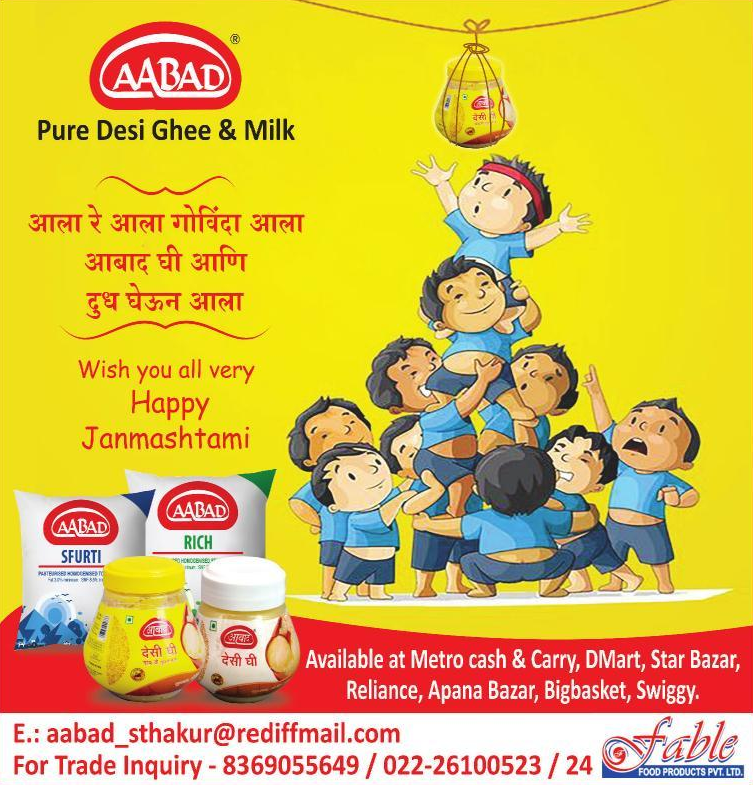 AABAD®
Pure Desi Ghee & Milk
आला रे आला गोविंदा आला
आबाद घी आणि
दुध घेऊन आला
Wish you all very
Happy
Janmashtami
देसी घी
AABAD
SFURTI
AABAD
RICH
आबाद
देसी घी
आबाद
देसी घी
Available at Metro cash & Carry, DMart, Star Bazar,
Reliance, Apana Bazar, Bigbasket, Swiggy.
E.: aabad_sthakur@rediffmail.com
For Trade Inquiry - 8369055649 / 022-26100523 / 24
Fable
FOOD PRODUCTS PVT. LTD.